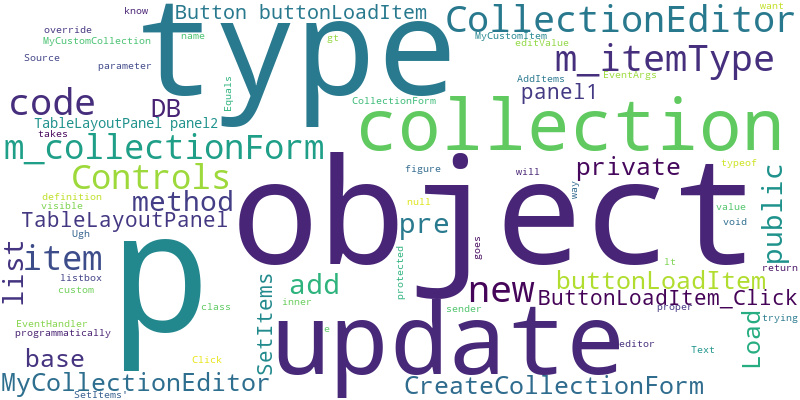 know
Button buttonLoadItem
want
override
type
CollectionEditor
MyCustomCollection
name
gt
MyCustomItem
editValue
Source
m_itemType
parameter
AddItems
EventArgs
code
DB
Equals
CollectionForm
panel1
TableLayoutPanel panel2
takes
collection
m_collectionForm
object
Controls
figure
will
private
typeof
public
definition
visible
method
null
way
value
TableLayoutPanel
pre
void
Ugh
p
goes
list
item
lt
return
listbox
custom
SetItems
add
protected
new
buttonLoadItem
ButtonLoadItem_Click
class
inner
sender
proper
EventHandler
programmatically
update
Load
trying
e
base
Click
editor
Text
MyCollectionEditor
CreateCollectionForm
SetItems'